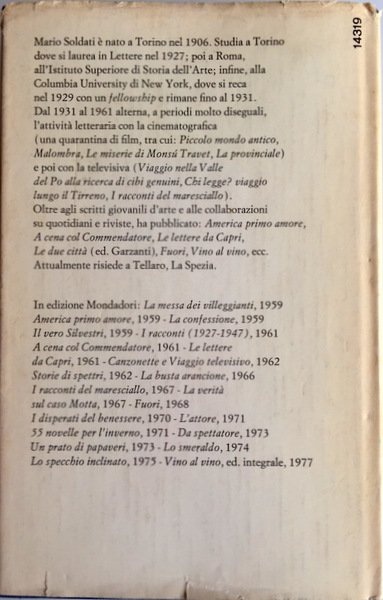 14319
Mario Soldati è nato a Torino nel 1906. Studia a Torino
dove si laurea in Lettere nel 1927; poi a Roma,
all'Istituto Superiore di Storia dell'Arte; infine, alla
Columbia University di New York, dove si reca
nel 1929 con un fellowship e rimane fino al 1931.
Dal 1931 al 1961 alterna, a periodi molto diseguali,
l'attività letteraria con la cinematografica
(una quarantina di film, tra cui: Piccolo mondo antico,
Malombra, Le miserie di Monsú Travet, La provinciale)
e poi con la televisiva (Viaggio nella Valle
del Po alla ricerca di cibi genuini, Chi legge? viaggio
lungo il Tirreno, I racconti del maresciallo).
Oltre agli scritti giovanili d'arte e alle collaborazioni
su quotidiani e riviste, ha pubblicato: America primo amore,
A cena col Commendatore, Le lettere da Capri,
Le due città (ed. Garzanti), Fuori, Vino al vino, ecc.
Attualmente risiede a Tellaro, La Spezia.
In edizione Mondadori: La messa dei villeggianti, 1959
America primo amore, 1959 - La confessione, 1959
Il vero Silvestri, 1959 - I racconti (1927-1947), 1961
A cena col Commendatore, 1961 - Le lettere
da Capri, 1961 - Canzonette e Viaggio televisivo, 1962
Storie di spettri, 1962 - La busta arancione, 1966
I racconti del maresciallo, 1967 - La verità
sul caso Motta, 1967 - Fuori, 1968
I disperati del benessere, 1970 - L'attore, 1971
55 novelle per l'inverno, 1971 - Da spettatore, 1973
Un prato di papaveri, 1973 - Lo smeraldo, 1974
Lo specchio inclinato, 1975 - Vino al vino, ed. integrale, 1977